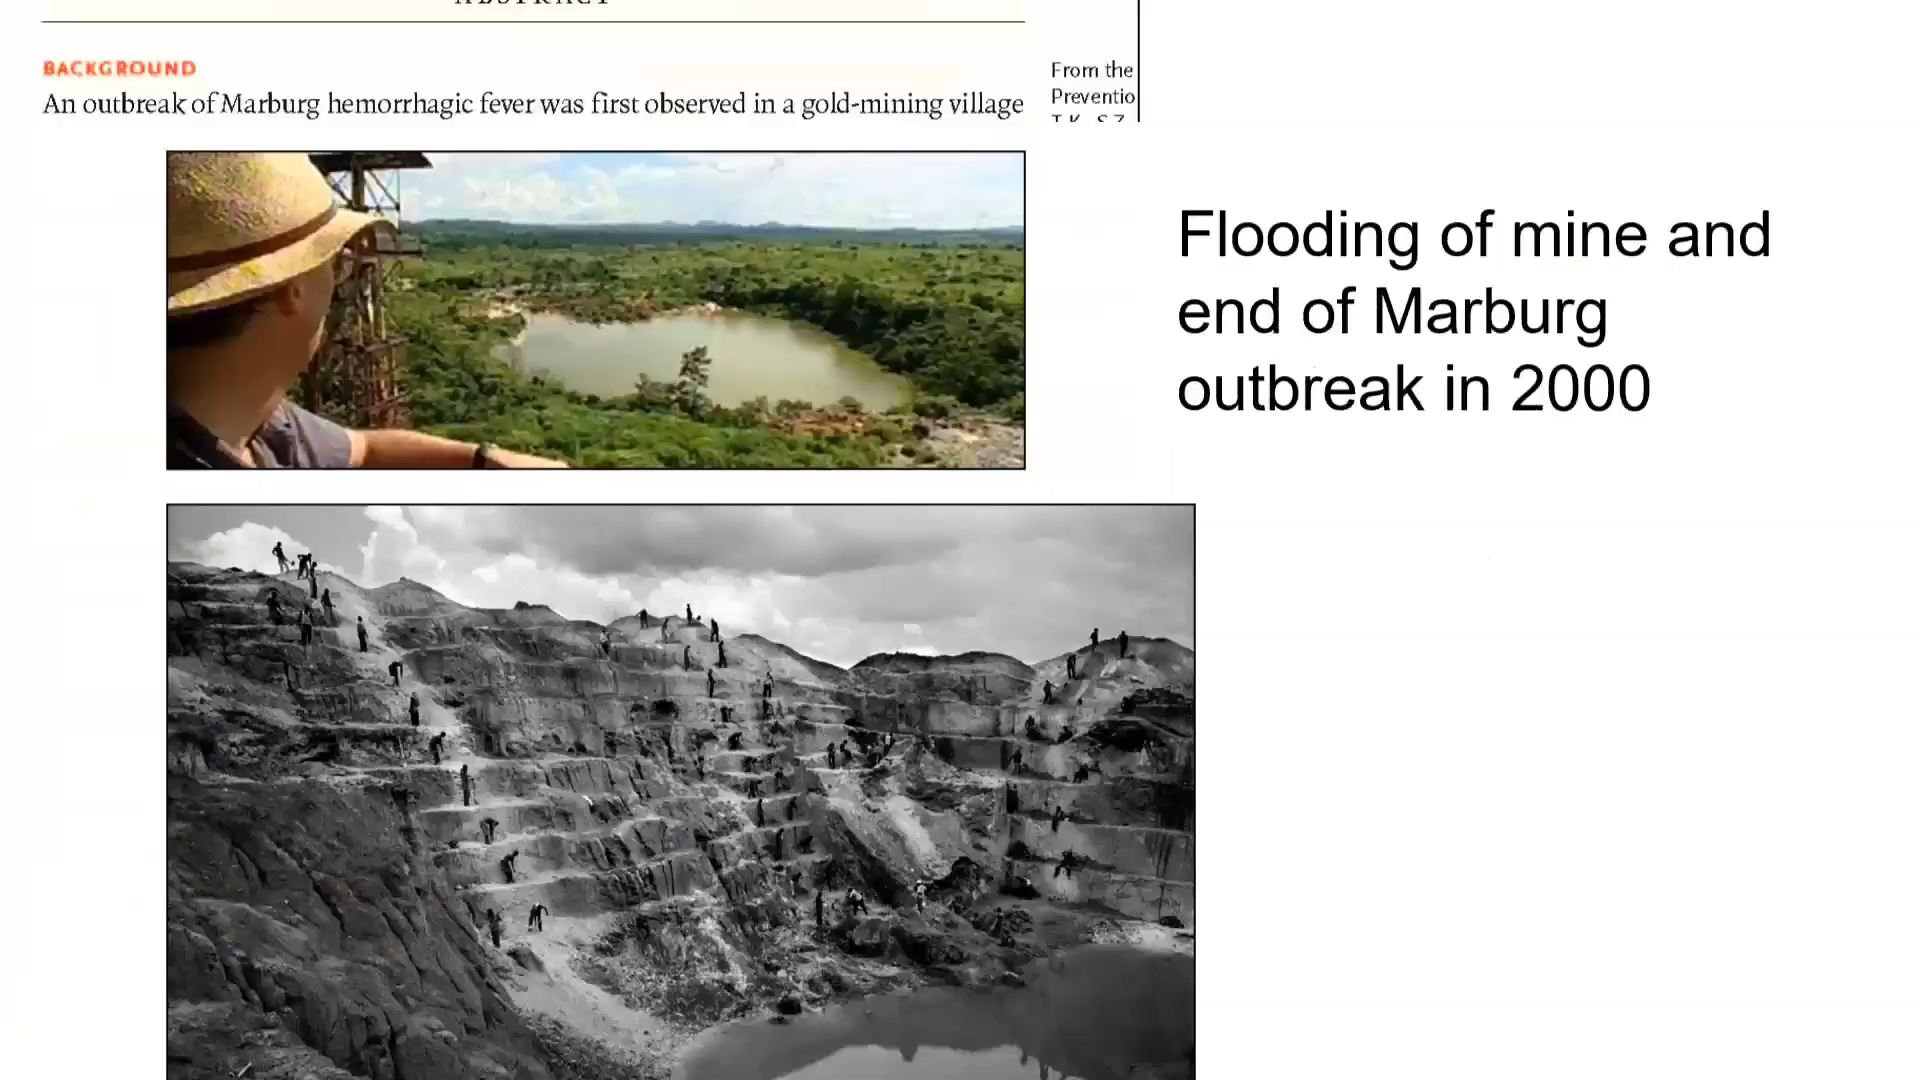 ABSTRACT
BACKGROUND
An outbreak of Marburg hemorrhagic fever was first observed in a gold-mining village
From the
Preventio
Flooding of mine and
end of Marburg
outbreak in 2000